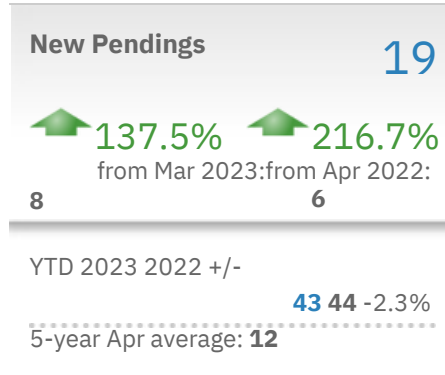 New Pendings 19
137.5% 216.7%
from Mar 2023:from Apr 2022:
8 6
YTD 2023 2022 +/-
43 44 -2.3%
5-year Apr average: 12